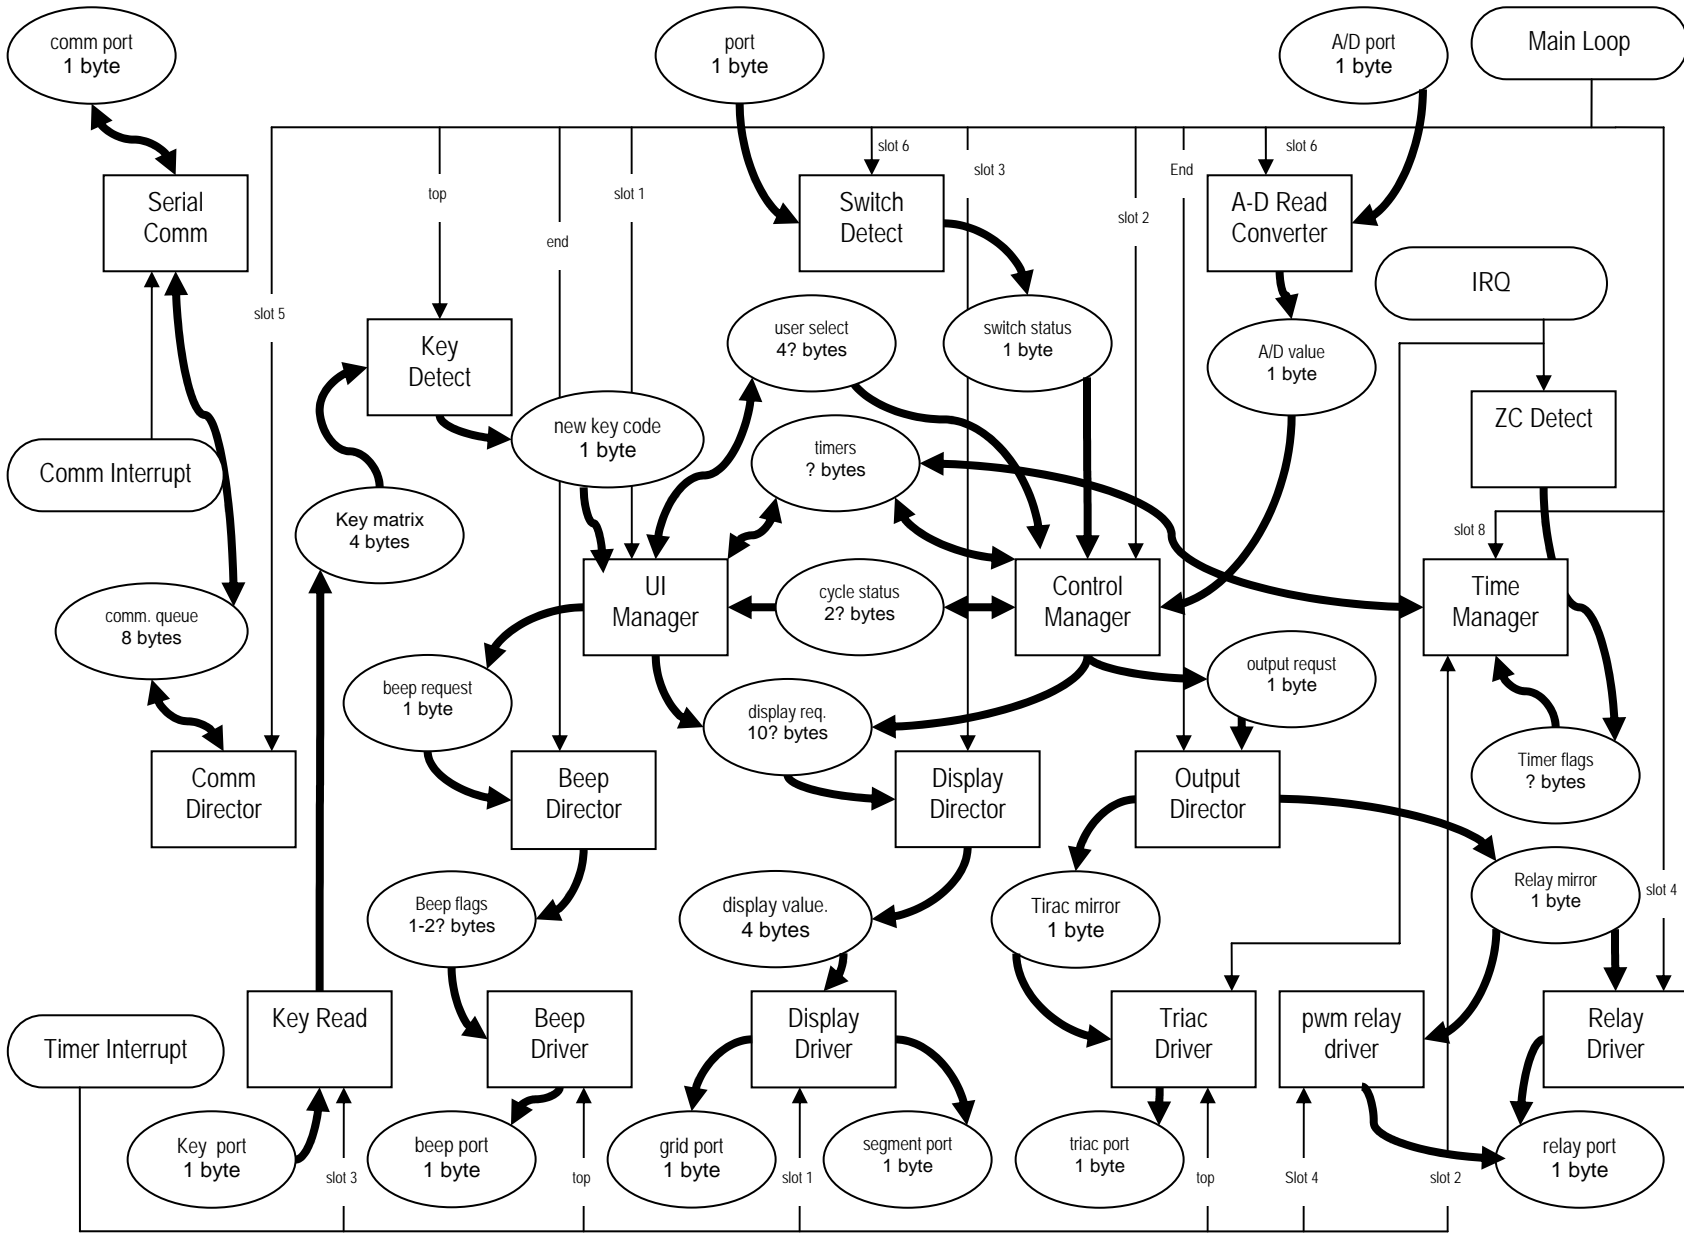 comm port
1 byte
port
1 byte
A/D port
1 byte
Main Loop
slot 6
slot 6
slot 3
End
top
slot 1
slot 2
end
Serial
Comm
Switch
Detect
A-D Read
Converter
IRQ
slot 5
Key
Detect
user select
4? bytes
switch status
1 byte
A/D value
1 byte
new key code
1 byte
timers
? bytes
ZC Detect
Comm Interrupt
Key matrix
4 bytes
slot 8
UI
Manager
cycle status
2? bytes
Control
Manager
Time
Manager
comm. queue
8 bytes
beep request
1 byte
display req.
10? bytes
output requst
1 byte
Timer flags
? bytes
Comm
Director
Beep
Director
Display
Director
Output
Director
Beep flags
1-2? bytes
display value.
4 bytes
Tirac mirror
1 byte
Relay mirror
1 byte
slot 4
Timer Interrupt
Key Read
Beep
Driver
Display
Driver
Triac
Driver
pwm relay
driver
Relay
Driver
Key port
1 byte
slot 3
beep port
1 byte
top
grid port
1 byte
slot 1
segment port
1 byte
triac port
1 byte
top
Slot 4
slot 2
relay port
1 byte